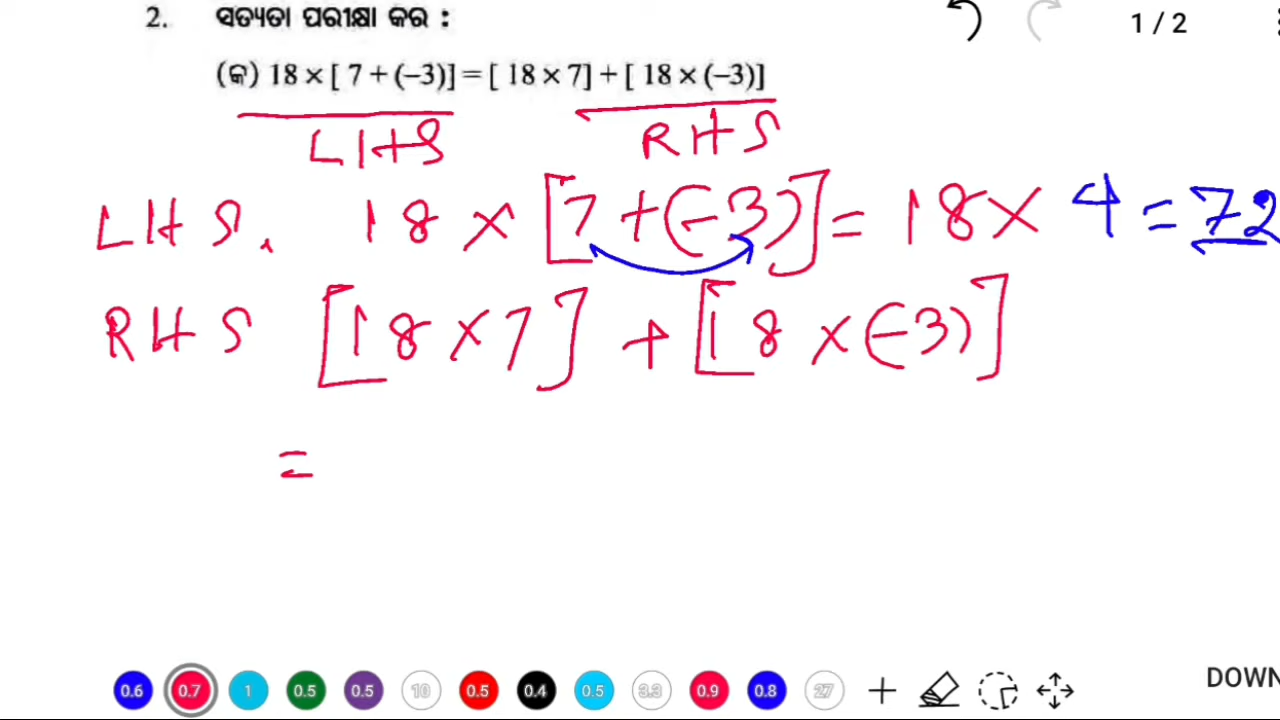 2. ସତ୍ୟତା ପରୀକ୍ଷା କର :
1 / 2
(କ) 18 × [ 7 + (–3)] = [ 18 × 7] + [ 18 × (–3)]
LHS RHS
LHS. 18 × [7 + (–3)] = 18 × 4 = 72
RHS [18 × 7] + [18 × (–3)]
=
0.6 0.7 1 0.5 0.5 10 0.5 0.4 0.5 3.3 0.9 0.8 27
DOWN